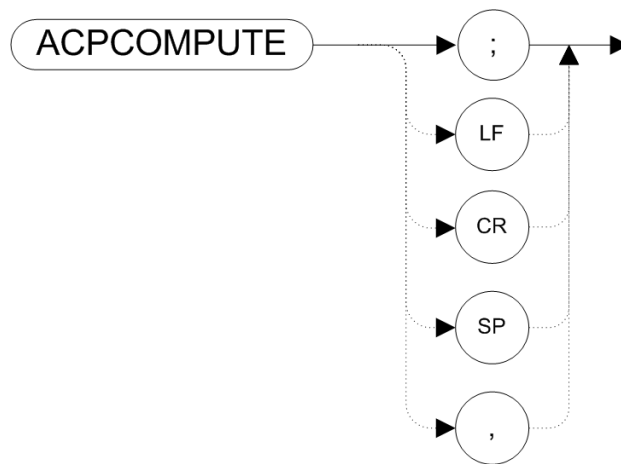 ACPCOMPUTE
;
LF
CR
SP
,